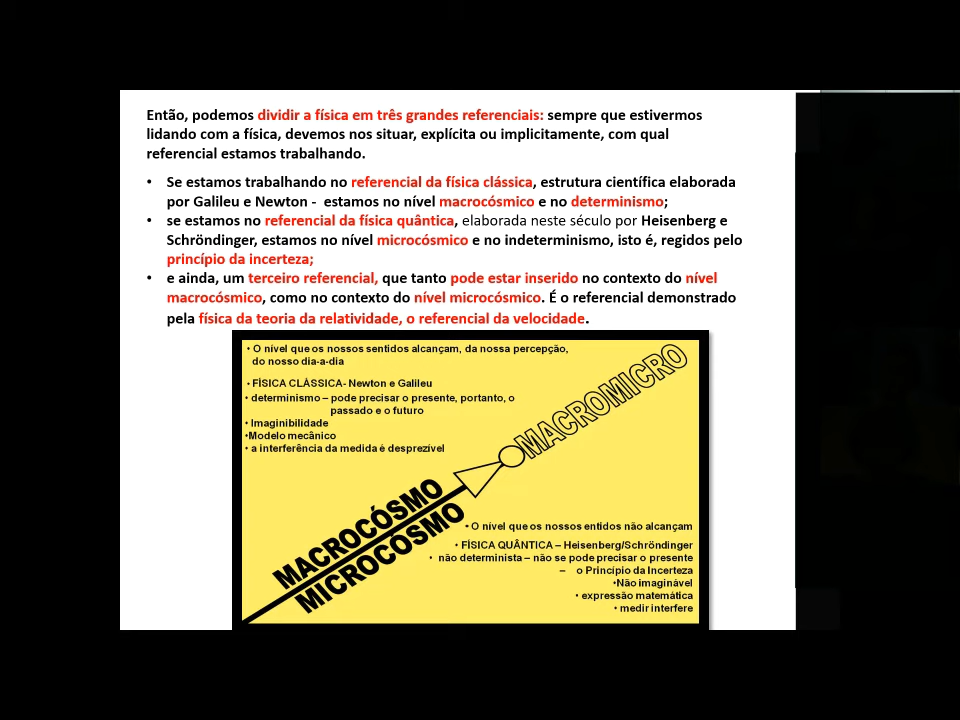 Então, podemos dividir a física em três grandes referenciais: sempre que estivermos
lidando com a física, devemos nos situar, explícita ou implicitamente, com qual
referencial estamos trabalhando.
• Se estamos trabalhando no referencial da física clássica, estrutura científica elaborada
por Galileu e Newton - estamos no nível macrocósmico e no determinismo;
• se estamos no referencial da física quântica, elaborada neste século por Heisenberg e
Schröndinger, estamos no nível microcósmico e no indeterminismo, isto é, regidos pelo
princípio da incerteza;
• e ainda, um terceiro referencial, que tanto pode estar inserido no contexto do nível
macrocósmico, como no contexto do nível microcósmico. É o referencial demonstrado
pela física da teoria da relatividade, o referencial da velocidade.
• O nível que os nossos sentidos alcançam, da nossa percepção,
do nosso dia-a-dia
• FÌSICA CLÀSSICA- Newton e Galileu
• determinismo – pode precisar o presente, portanto, o
passado e o futuro
• Imaginibilidade
•Modelo mecânico
• a interferência da medida é desprezível
MACROMICRO
MACROCÓSMO
MICROCÓSMO
• O nível que os nossos entidos não alcançam
• FÍSICA QUÂNTICA – Heisenberg/Schröndinger
• não determinista – não se pode precisar o presente
– o Princípio da Incerteza
•Não imaginável
• expressão matemática
• medir interfere